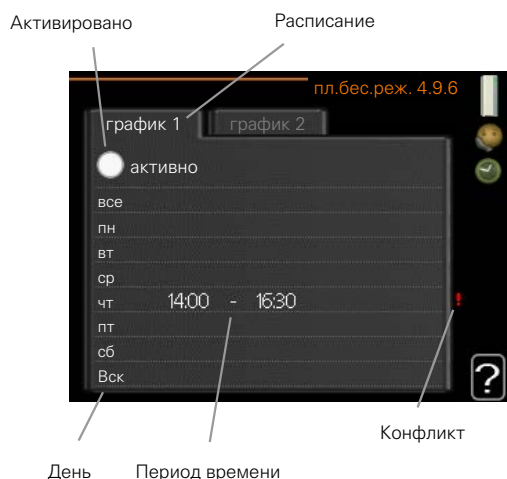 Активировано
Расписание
пл.бес.реж. 4.9.6
график 1
график 2
активно
все
пн
вт
ср
чт 14:00 - 16:30
!
пт
сб
Вск
?
Конфликт
День
Период времени